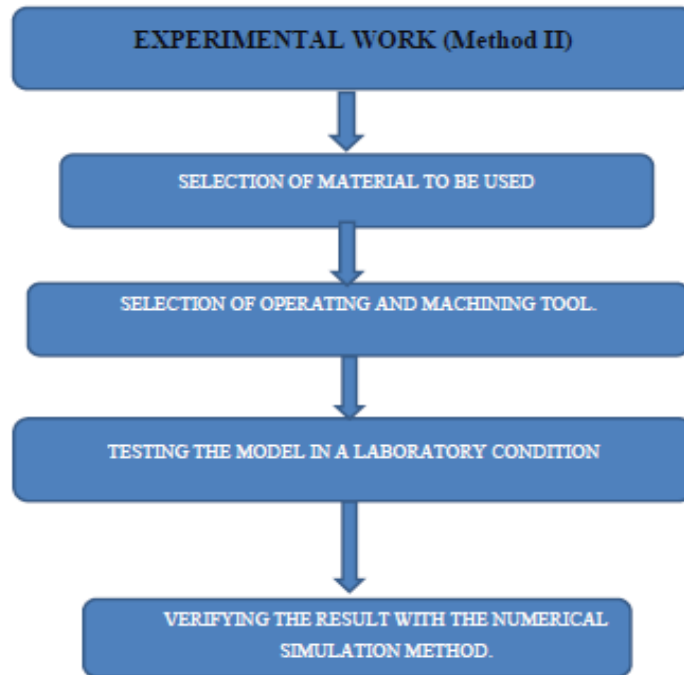 EXPERIMENTAL WORK (Method II)
SELECTION OF MATERIAL TO BE USED
SELECTION OF OPERATING AND MACHINING TOOL.
TESTING THE MODEL IN A LABORATORY CONDITION
VERIFYING THE RESULT WITH THE NUMERICAL
SIMULATION METHOD.